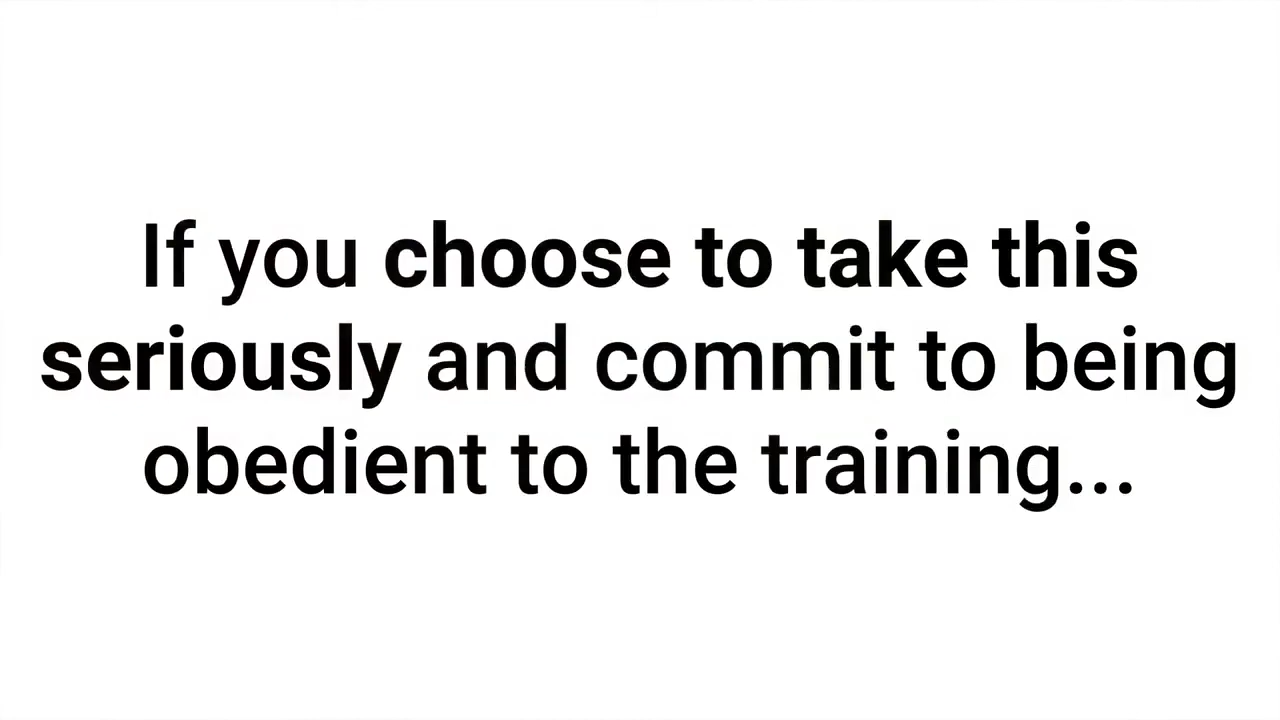 If you choose to take this
seriously and commit to being
obedient to the training...